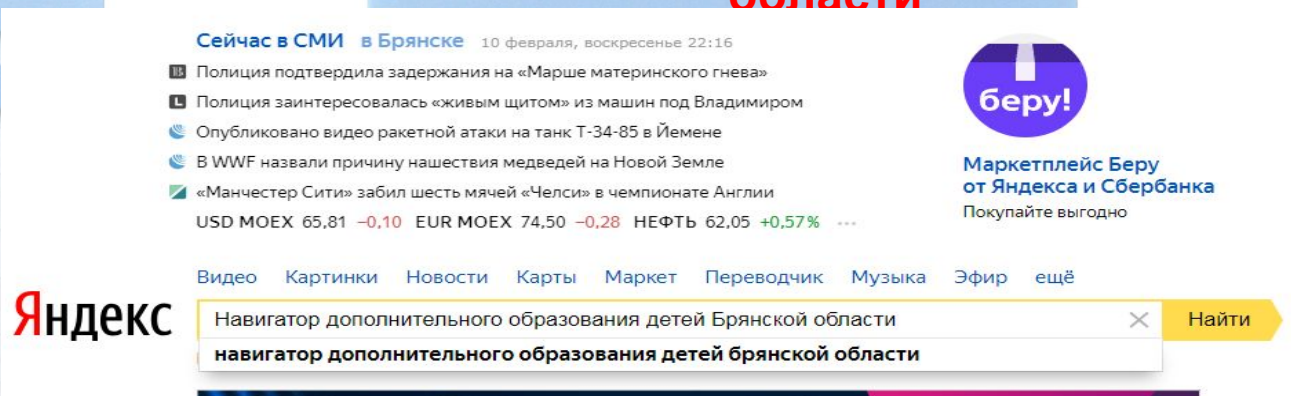 области
Сейчас в СМИ в Брянске 10 февраля, воскресенье 22:16
Полиция подтвердила задержания на «Марше материнского гнева»
Полиция заинтересовалась «живым щитом» из машин под Владимиром
Опубликовано видео ракетной атаки на танк Т-34-85 в Йемене
В WWF назвали причину нашествия медведей на Новой Земле
«Манчестер Сити» забил шесть мячей «Челси» в чемпионате Англии
USD MOEX 65,81 −0,10 EUR MOEX 74,50 −0,28 НЕФТЬ 62,05 +0,57% ...
беру!
Маркетплейс Беру
от Яндекса и Сбербанка
Покупайте выгодно
Видео Картинки Новости Карты Маркет Переводчик Музыка Эфир ещё
Яндекс Навигатор дополнительного образования детей Брянской области Найти
навигатор дополнительного образования детей брянской области